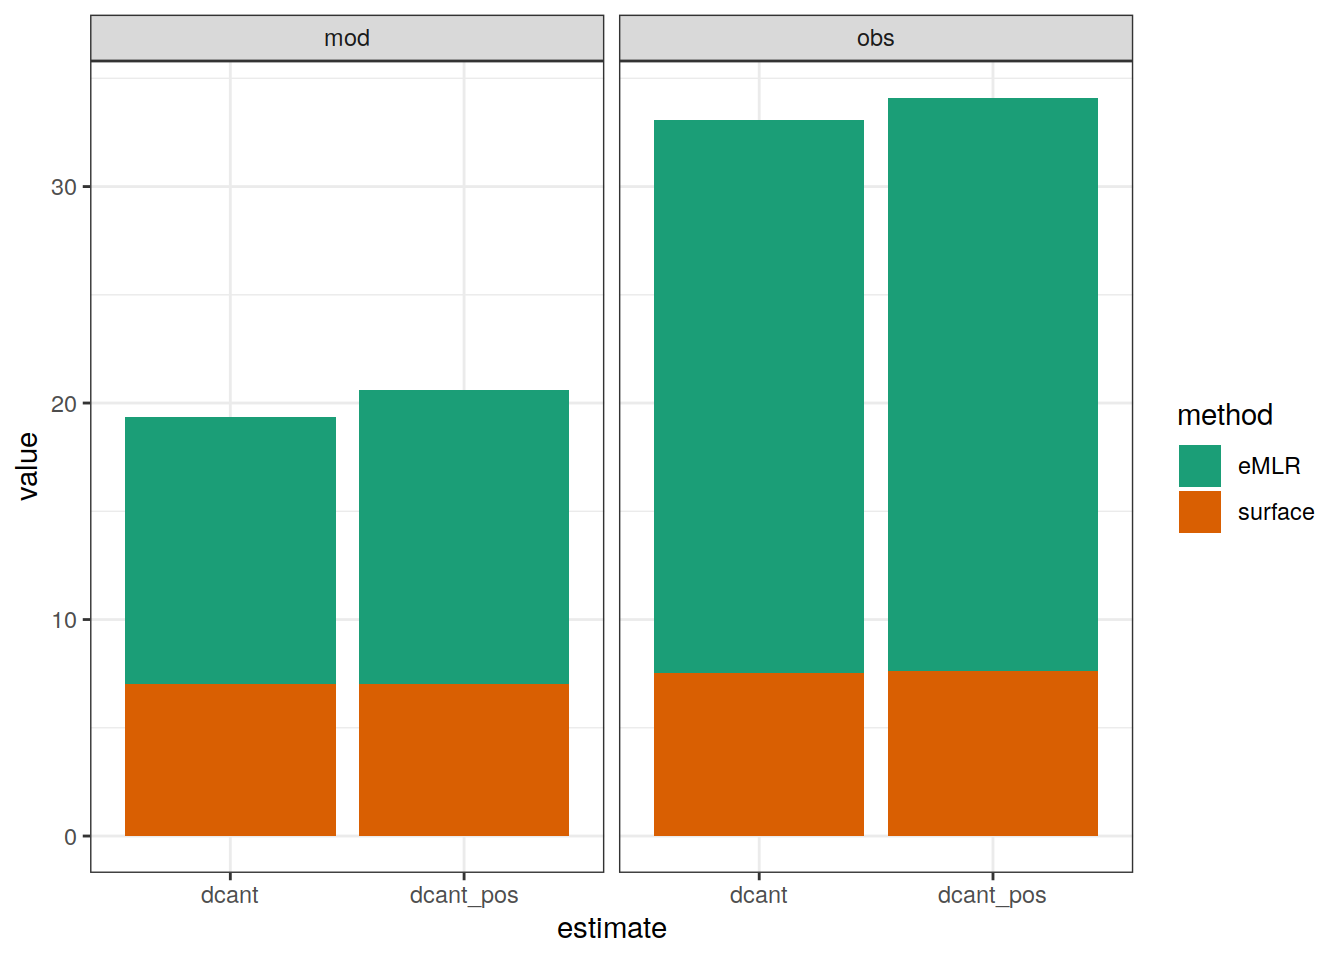 mod obs
30
20
10
0
value
dcant dcant_pos dcant dcant_pos
estimate
method
eMLR
surface